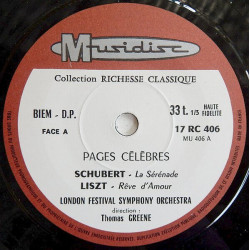 Musidisc
Collection RICHESSE CLASSIQUE
BIEM - D.P.
FACE A
33 t. 1/3 HAUTE FIDÉLITÉ
17 RC 406
MU 406 A
PAGES CÉLÈBRES
SCHUBERT - La Sérénade
LISZT - Rêve d'Amour
LONDON FESTIVAL SYMPHONY ORCHESTRA
direction :
Thomas GREENE